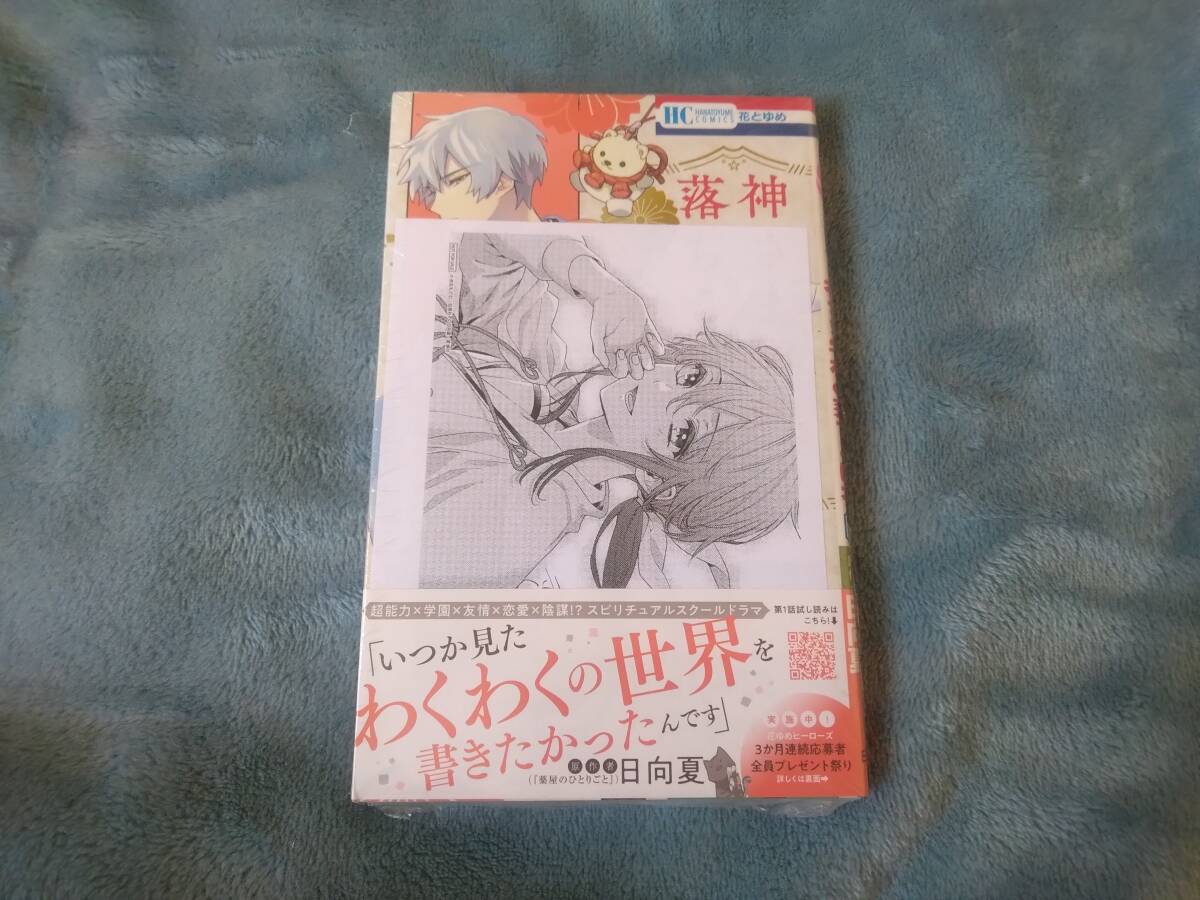 HC HANATOYUME COMICS 花とゆめ
落神
超能力×学園×友情×恋愛×陰謀!? スピリチュアルスクールドラマ
第1話試し読みは
こちら!
「いつか見た
わくわくの世界を
書きたかったんです」
原作者
(『薬屋のひとりごと』)日向夏
実施中!
花ゆめヒーローズ
3か月連続応募者
全員プレゼント祭り
詳しくは裏面➡